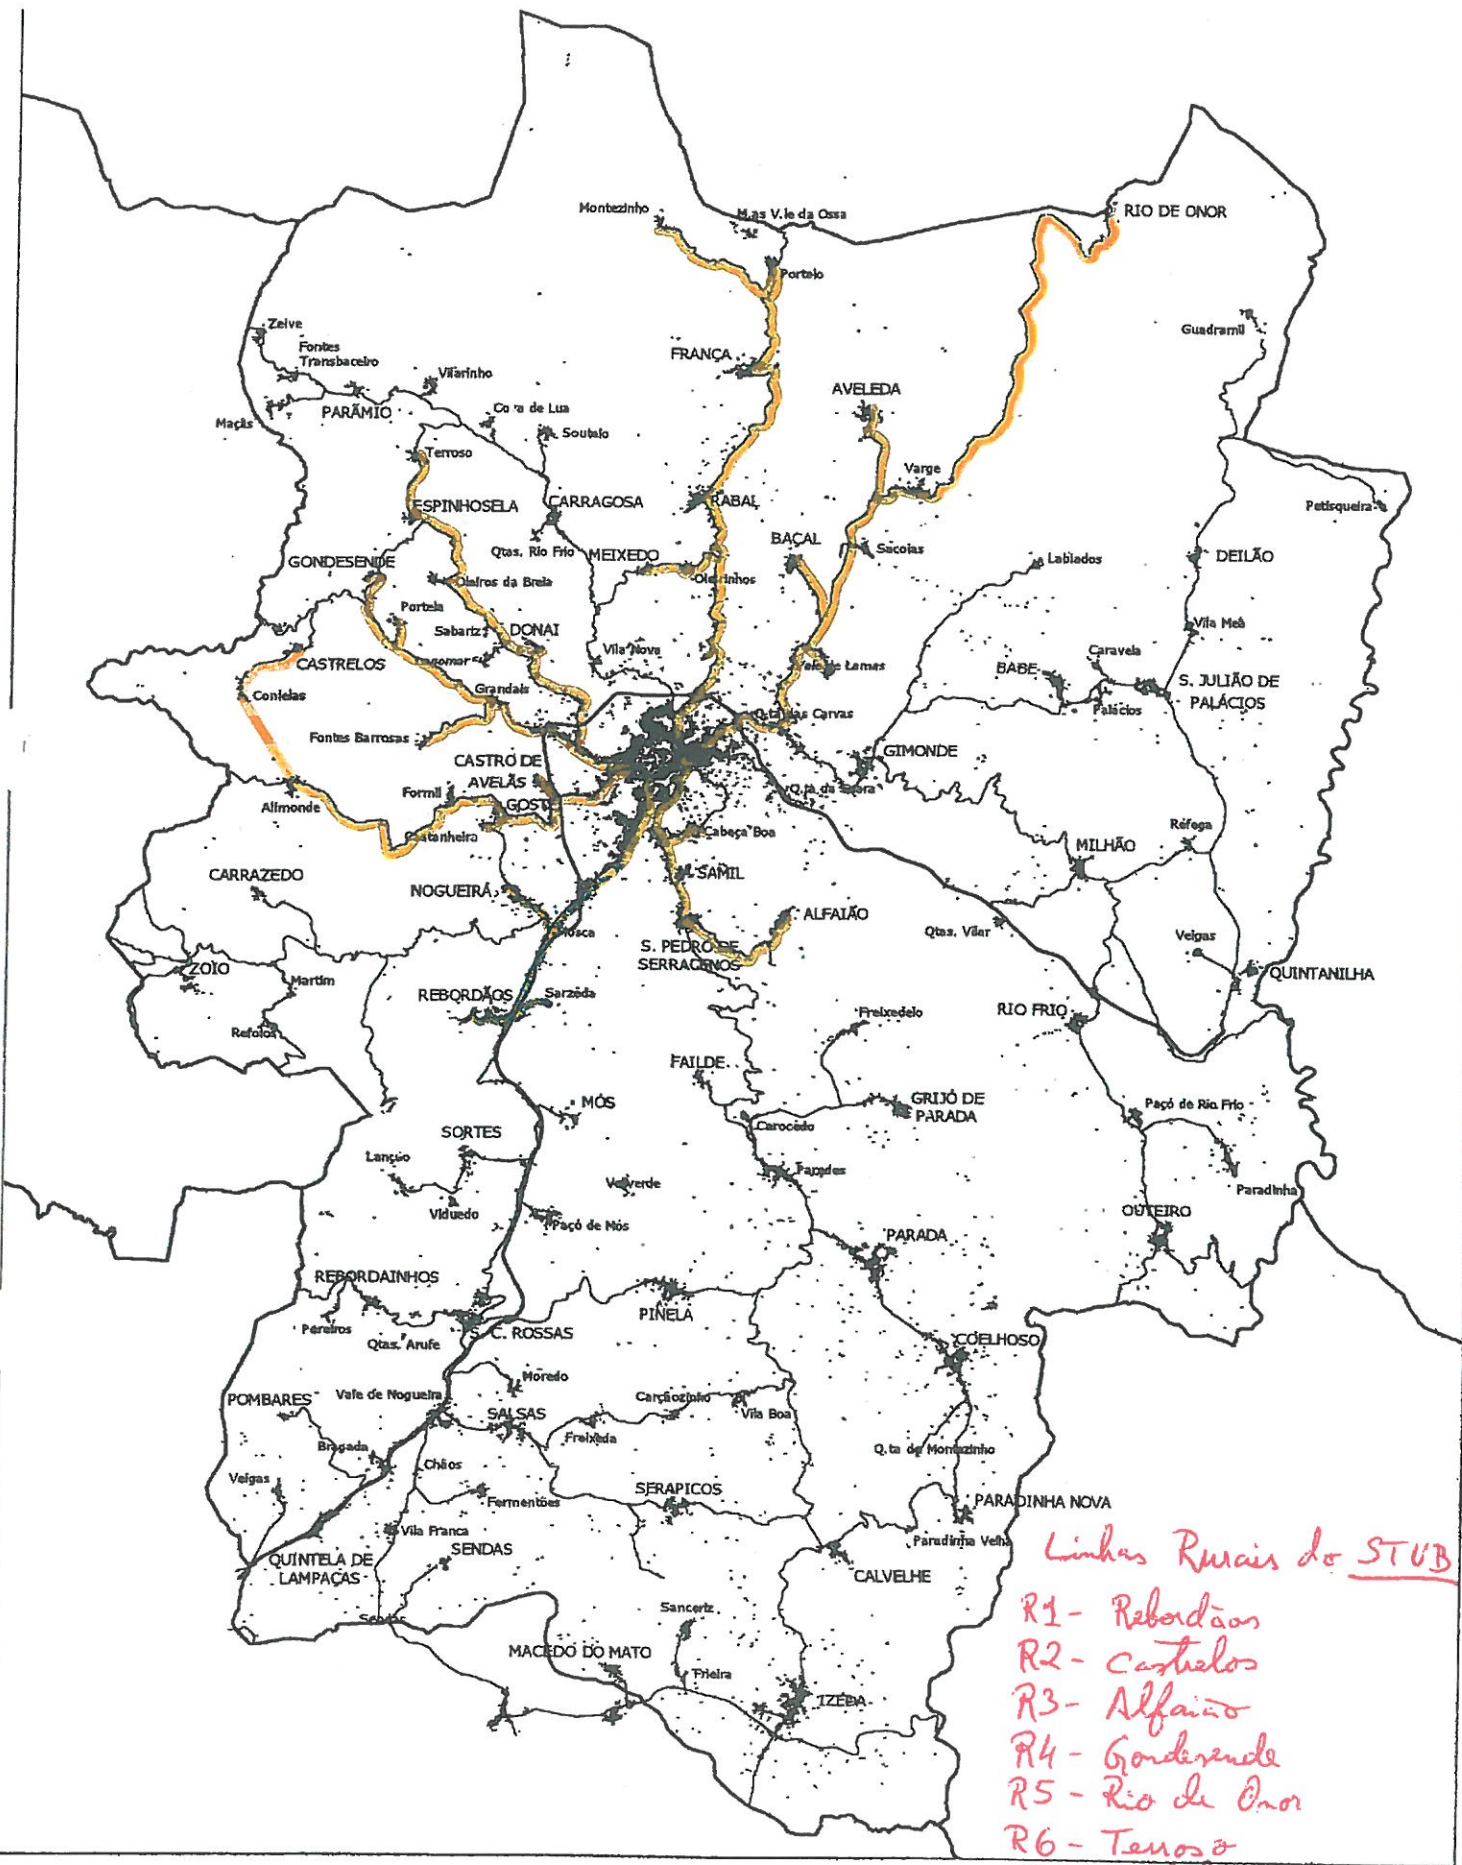 Montezinho
M.as V.le da Ossa
RIO DE ONOR
Portelo
Zeive
Guadramil
Fontes
Transbaceiro
FRANÇA
Vilarinho
AVELEDA
PARÂMIO
Maçãs
Soutelo
Terroso
Varge
ESPINHOSELA
CARRAGOSA
RABAL
Petisqueira
Qtas. Rio Frio
MEIXEDO
BAÇAL
Sacoias
Labiados
DEILÃO
GONDESENDE
Oleirinhos
Oleiros da Breia
Portela
Sabariz
DONAI
Vila Meã
Vila Nova
CASTRELOS
Caravela
BABE
S. JULIÃO DE
PALÁCIOS
Conlelas
Grandais
Palácios
Fontes Barrosas
GIMONDE
CASTRO DE
AVELÃS
Formil
GOST
Alimonde
Réfega
Cabeça Boa
MILHÃO
CARRAZEDO
SAMIL
NOGUEIRA
ALFAIÃO
Mosca
Qtas. Vilar
S. PEDRO DE
SERRACENOS
Veigas
ZOIO
QUINTANILHA
Martim
REBORDÃOS
Sarzeda
RIO FRIO
Freixedelo
Refoios
FAILDE
GRIJÓ DE
PARADA
MÓS
Paçó de Rio Frio
Carocedo
SORTES
Lanção
Paredes
Paradinha
Viduedo
Paçó de Mós
OUTEIRO
PARADA
REBORDAINHOS
PINELA
Pereiros
S. C. ROSSAS
Qtas. Arufe
COELHOSO
Moredo
POMBARES
Vale de Nogueira
Carçãozinho
SALSAS
Vila Boa
Freixeda
Bragada
Q.ta de Montezinho
Chãos
Veigas
SERAPICOS
Fermentões
PARADINHA NOVA
Vila Franca
SENDAS
Paradinha Velha
QUINTELA DE
LAMPAÇAS
CALVELHE
Sanceriz
MACEDO DO MATO
Frieira
IZEDA
Linhas Rurais do STUB
R1 - Rebordãos
R2 - Castrelos
R3 - Alfaião
R4 - Gondesende
R5 - Rio de Onor
R6 - Terroso